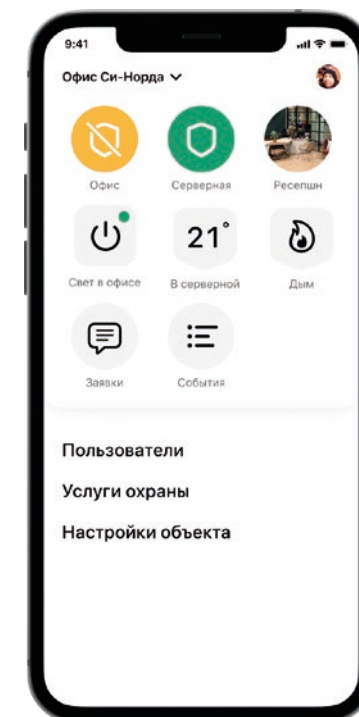 9:41
Офис Си-Норда
Офис Серверная Ресепшн
21°
Свет в офисе В серверной Дым
Заявки События
Пользователи
Услуги охраны
Настройки объекта